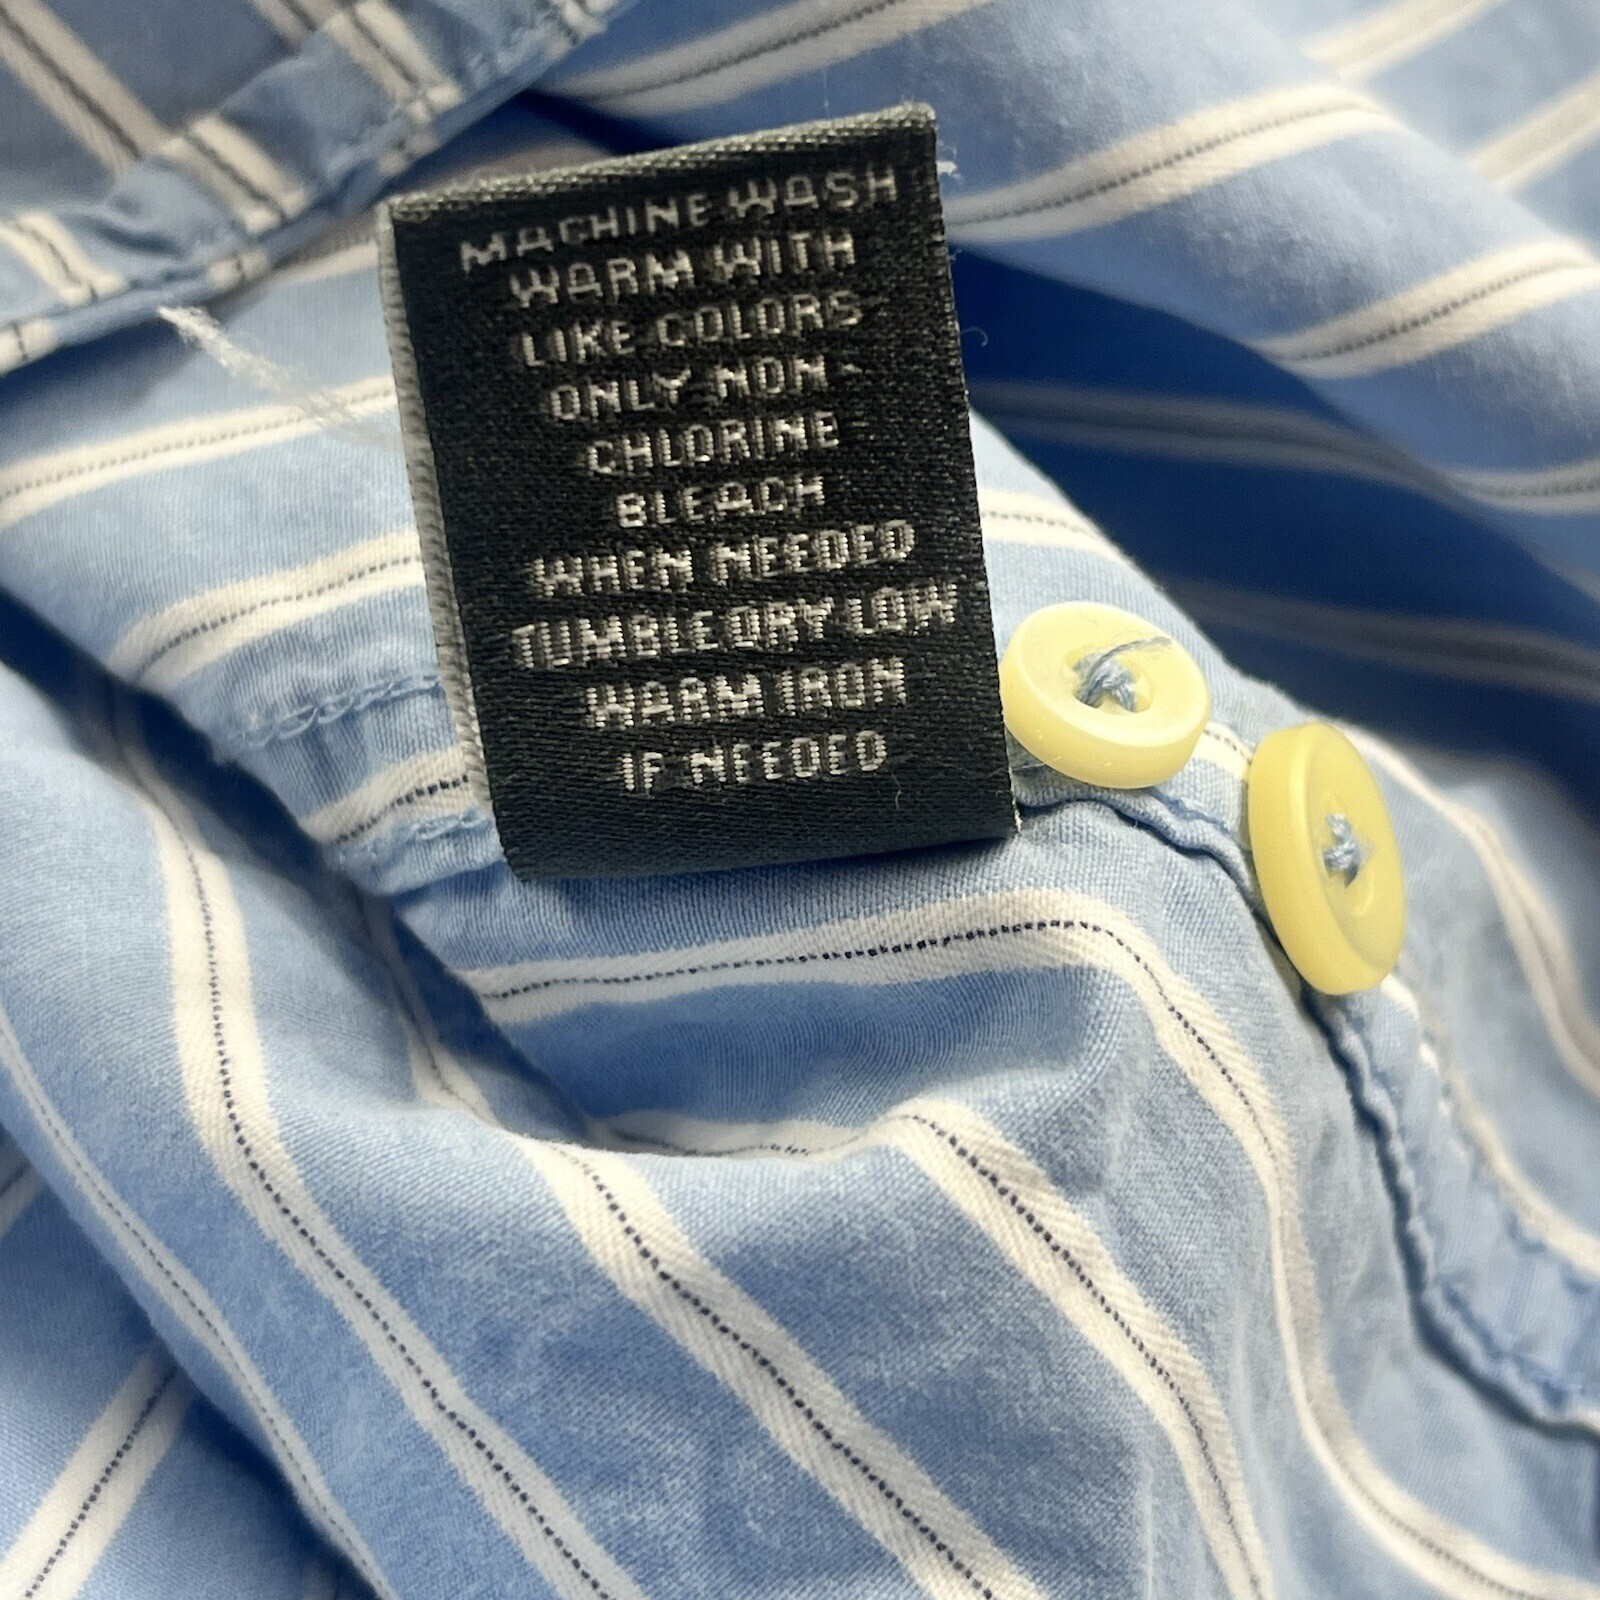 MACHINE WASH
WARM WITH
LIKE COLORS
ONLY NON-
CHLORINE
BLEACH
WHEN NEEDED
TUMBLE DRY LOW
WARM IRON
IF NEEDED